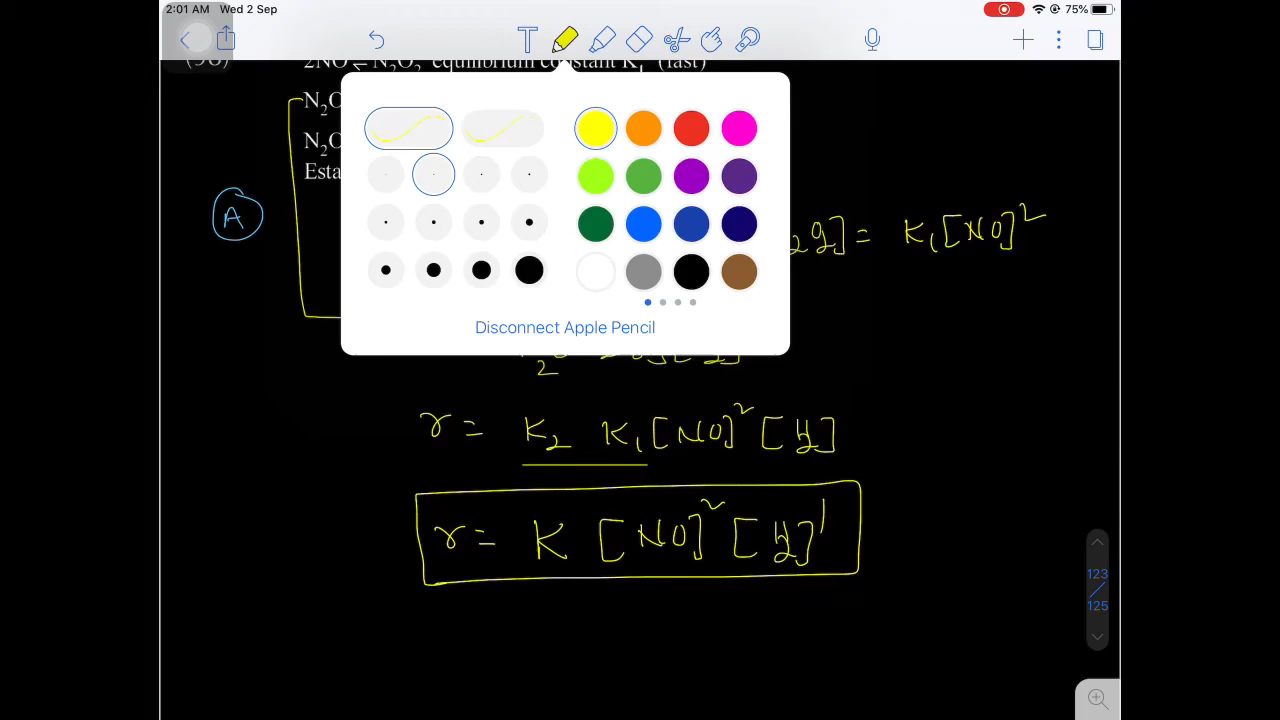 2:01 AM Wed 2 Sep
75%
2NO ⇌ N₂O₂ equilibrium constant K₁ (fast)
N₂O
N₂O
Esta
A
= K₁[NO]²
Disconnect Apple Pencil
r = K₂ K₁[NO]² [H₂]
r = K [NO]² [H₂]¹
123
125